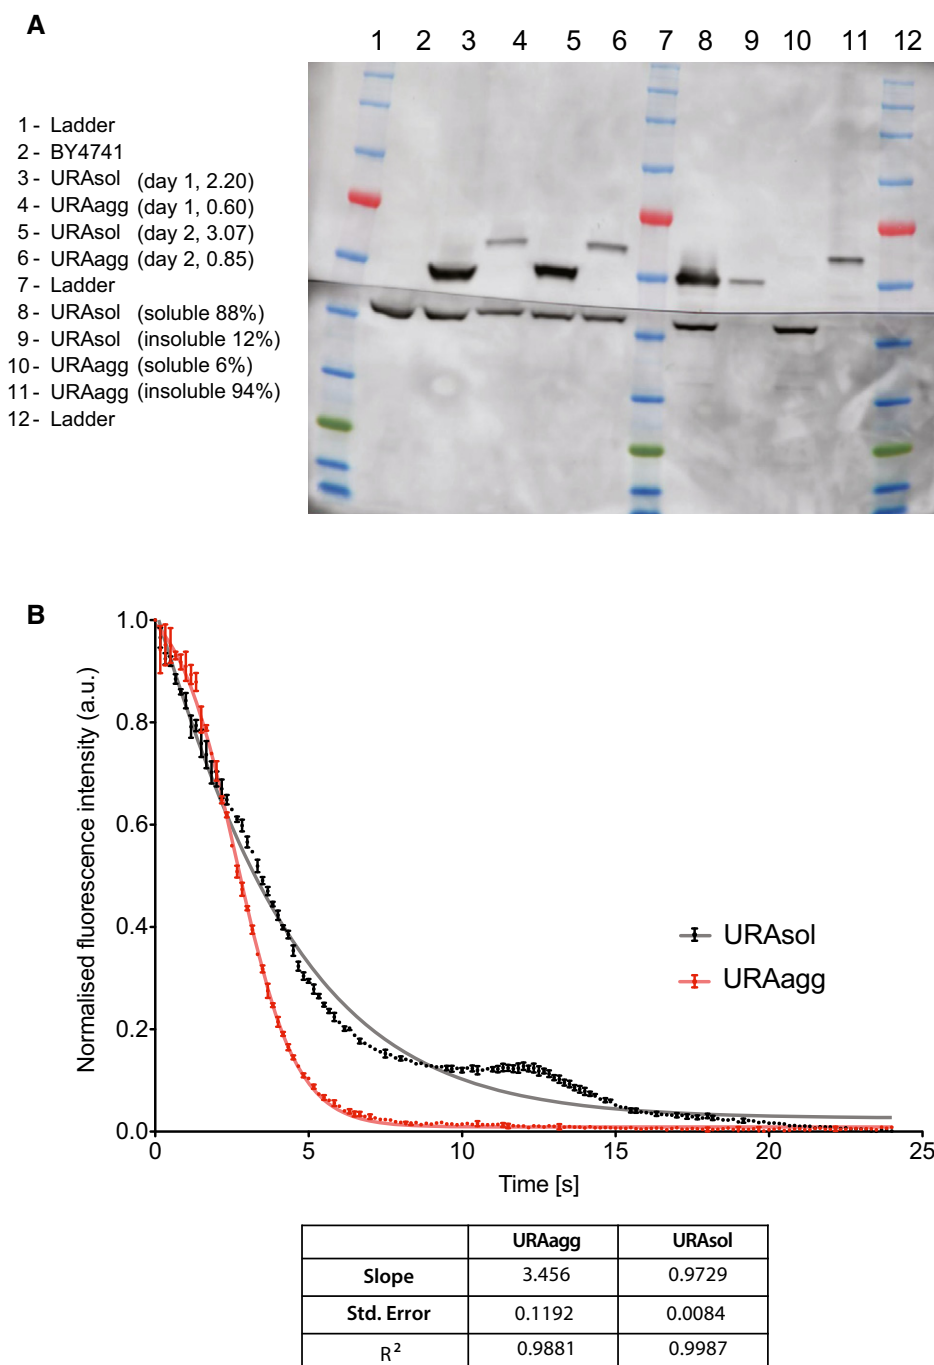 A
1 2 3 4 5 6 7 8 9 10 11 12
1 - Ladder
2 - BY4741
3 - URAsol (day 1, 2.20)
4 - URAagg (day 1, 0.60)
5 - URAsol (day 2, 3.07)
6 - URAagg (day 2, 0.85)
7 - Ladder
8 - URAsol (soluble 88%)
9 - URAsol (insoluble 12%)
10 - URAagg (soluble 6%)
11 - URAagg (insoluble 94%)
12 - Ladder
B
Normalised fluorescence intensity (a.u.)
1.0
0.8
0.6
0.4
0.2
0.0
0 5 10 15 20 25
Time [s]
URAsol
URAagg
URAagg URAsol
Slope 3.456 0.9729
Std. Error 0.1192 0.0084
R² 0.9881 0.9987